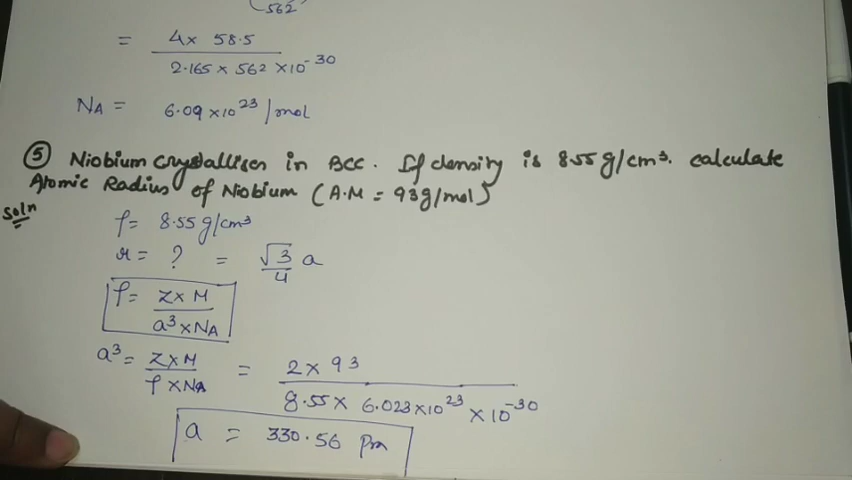 562
= 4 x 58.5 / 2.165 x 562 x 10^-30
NA = 6.09 x 10^23 / mol
⑤ Niobium crystallises in BCC. If density is 8.55 g/cm³. calculate
Atomic Radius of Niobium (A.M = 93g/mol)
Soln
ρ = 8.55 g/cm³
r = ? = √3/4 a
ρ = Z x M / a³ x NA
a³ = Z x M / ρ x NA = 2 x 93 / 8.55 x 6.023 x 10^23 x 10^-30
a = 330.56 pm